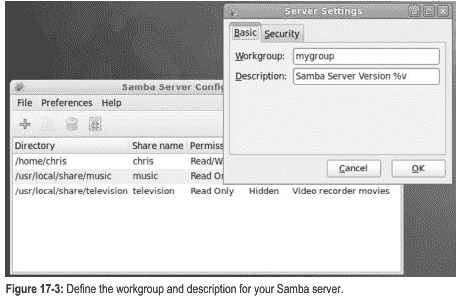 Server Settings
Basic Security
Workgroup: mygroup
Description: Samba Server Version %v
Cancel OK
Samba Server Config
File Preferences Help
Directory Share name Permiss
/home/chris chris Read/W
/usr/local/share/music music Read O
/usr/local/share/television television Read Only Hidden Video recorder movies
Figure 17-3: Define the workgroup and description for your Samba server.